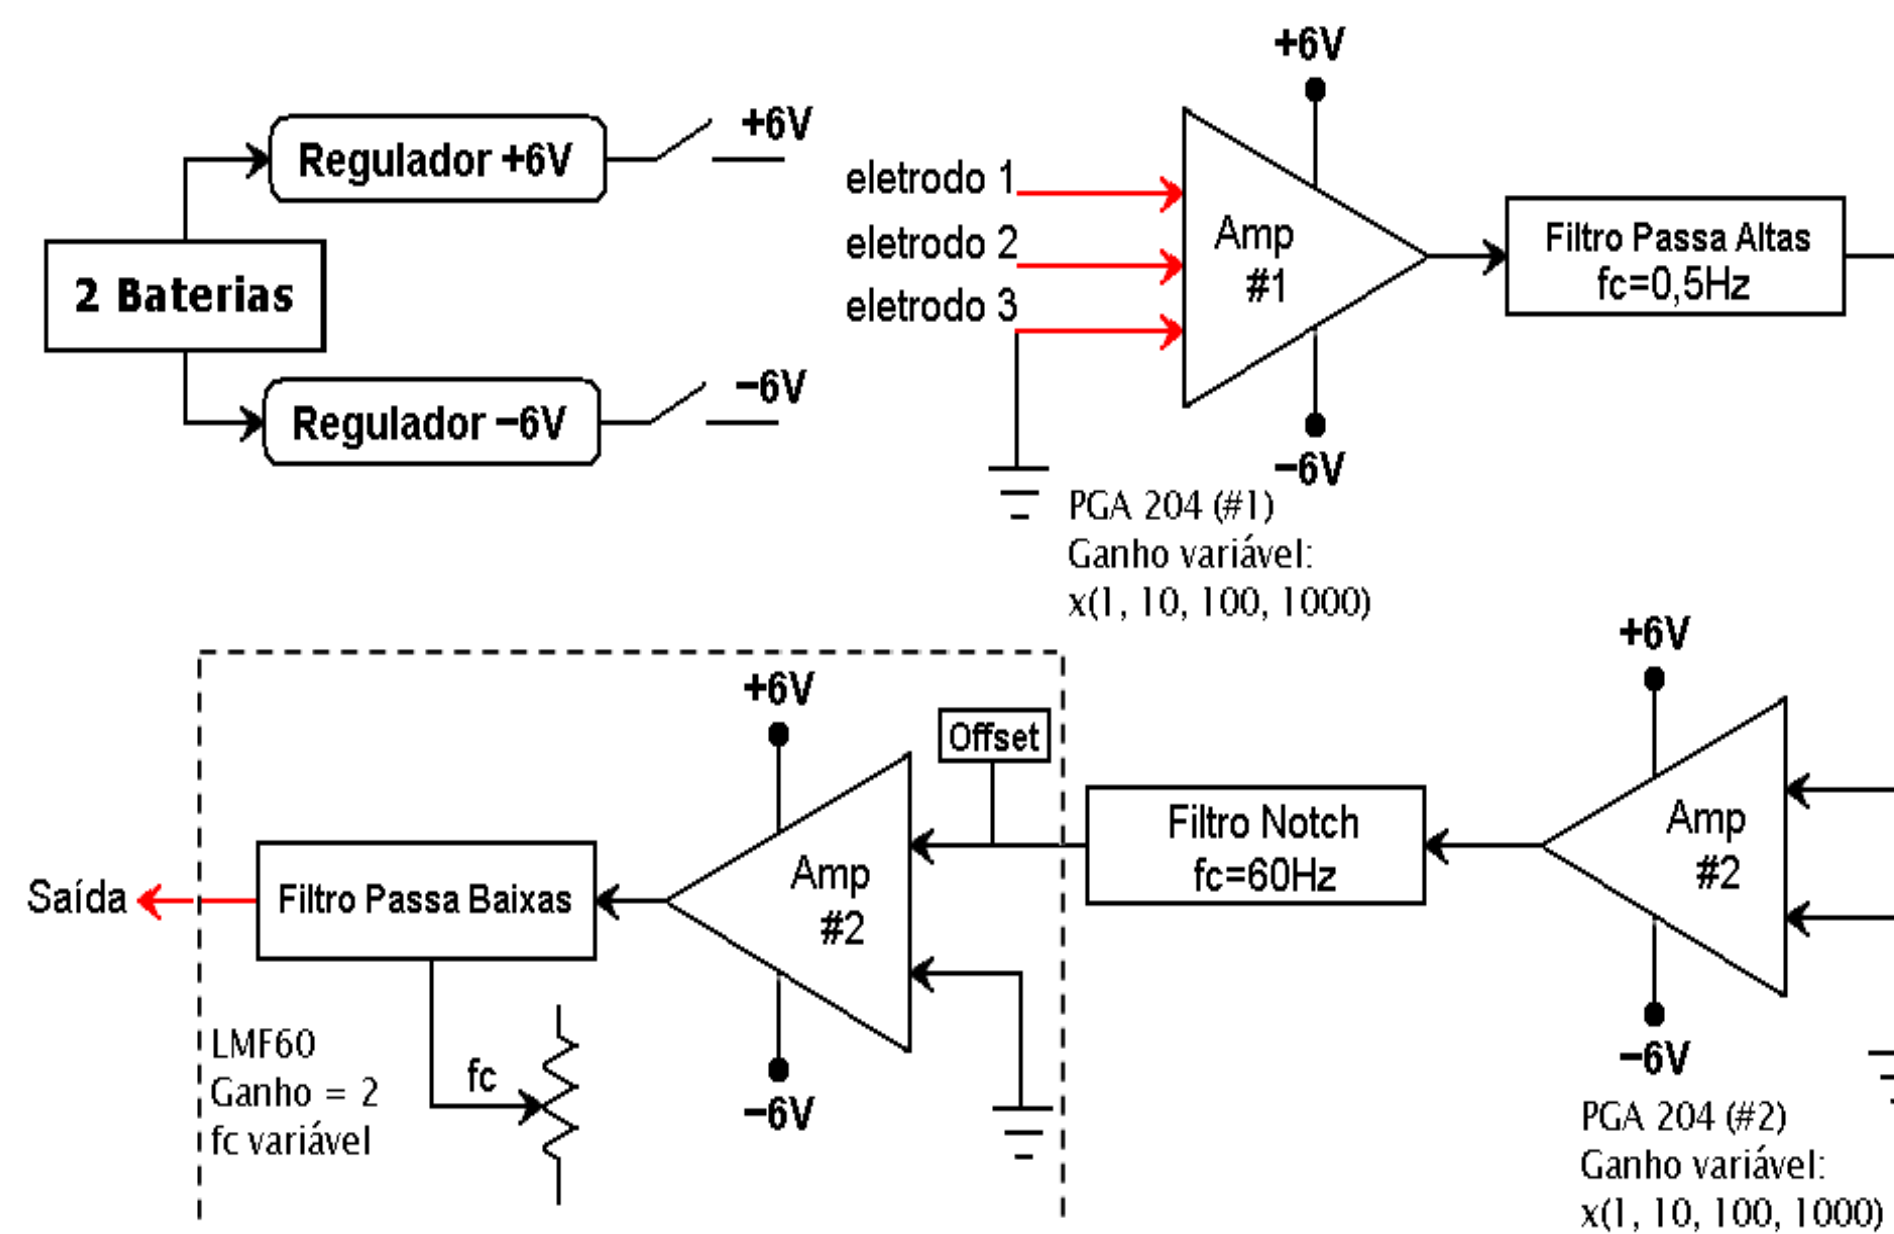 +6V
Regulador +6V
2 Baterias
−6V
Regulador −6V
+6V
eletrodo 1
eletrodo 2
eletrodo 3
Amp
#1
−6V
Filtro Passa Altas
fc=0,5Hz
PGA 204 (#1)
Ganho variável:
x(1, 10, 100, 1000)
+6V
Amp
#2
−6V
PGA 204 (#2)
Ganho variável:
x(1, 10, 100, 1000)
Filtro Notch
fc=60Hz
Offset
+6V
Amp
#2
−6V
Filtro Passa Baixas
Saída
fc
LMF60
Ganho = 2
fc variável